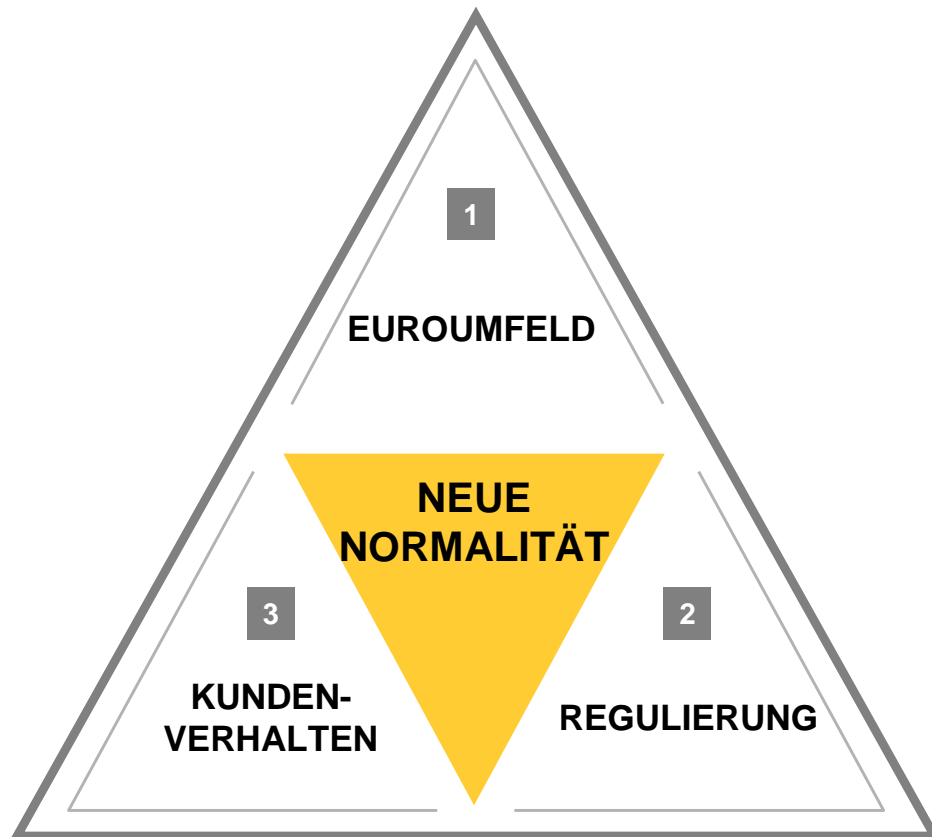 1
EUROUMFELD
NEUE
NORMALITÄT
3
KUNDEN-
VERHALTEN
2
REGULIERUNG